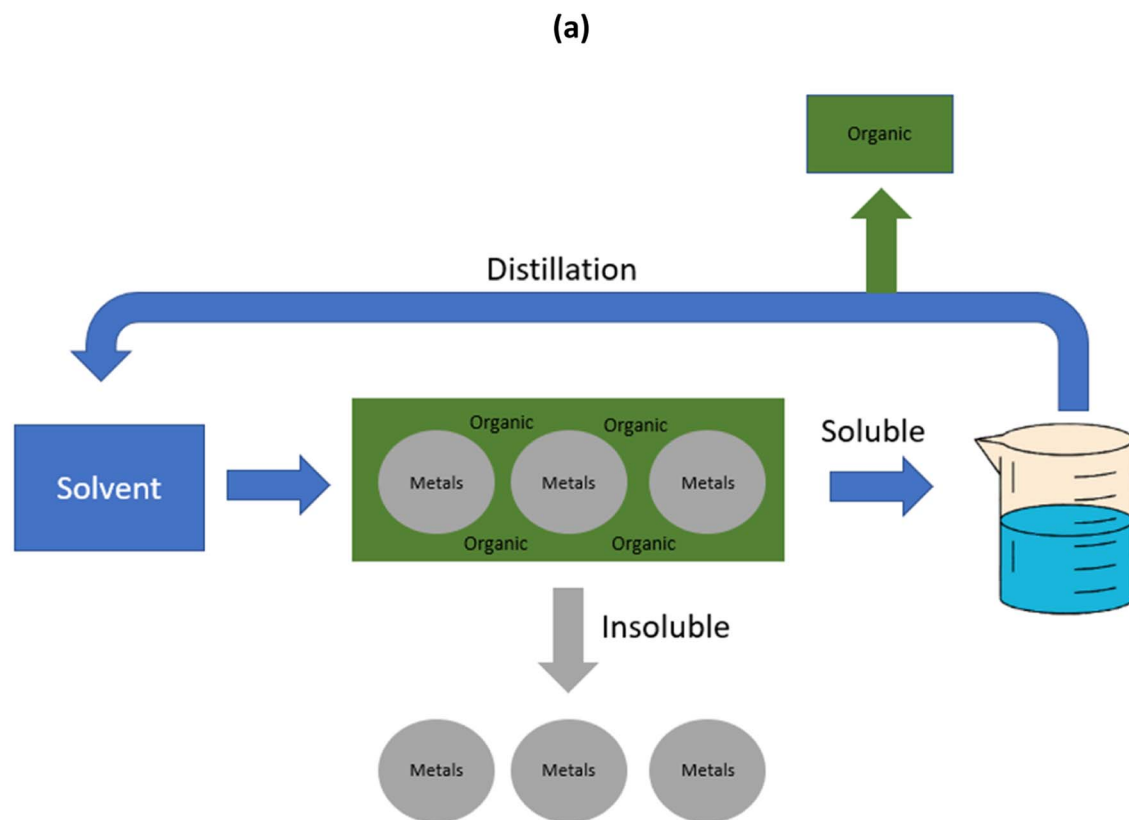 (a)
Organic
Distillation
Solvent
Organic Organic
Metals Metals Metals
Organic Organic
Soluble
Insoluble
Metals Metals Metals